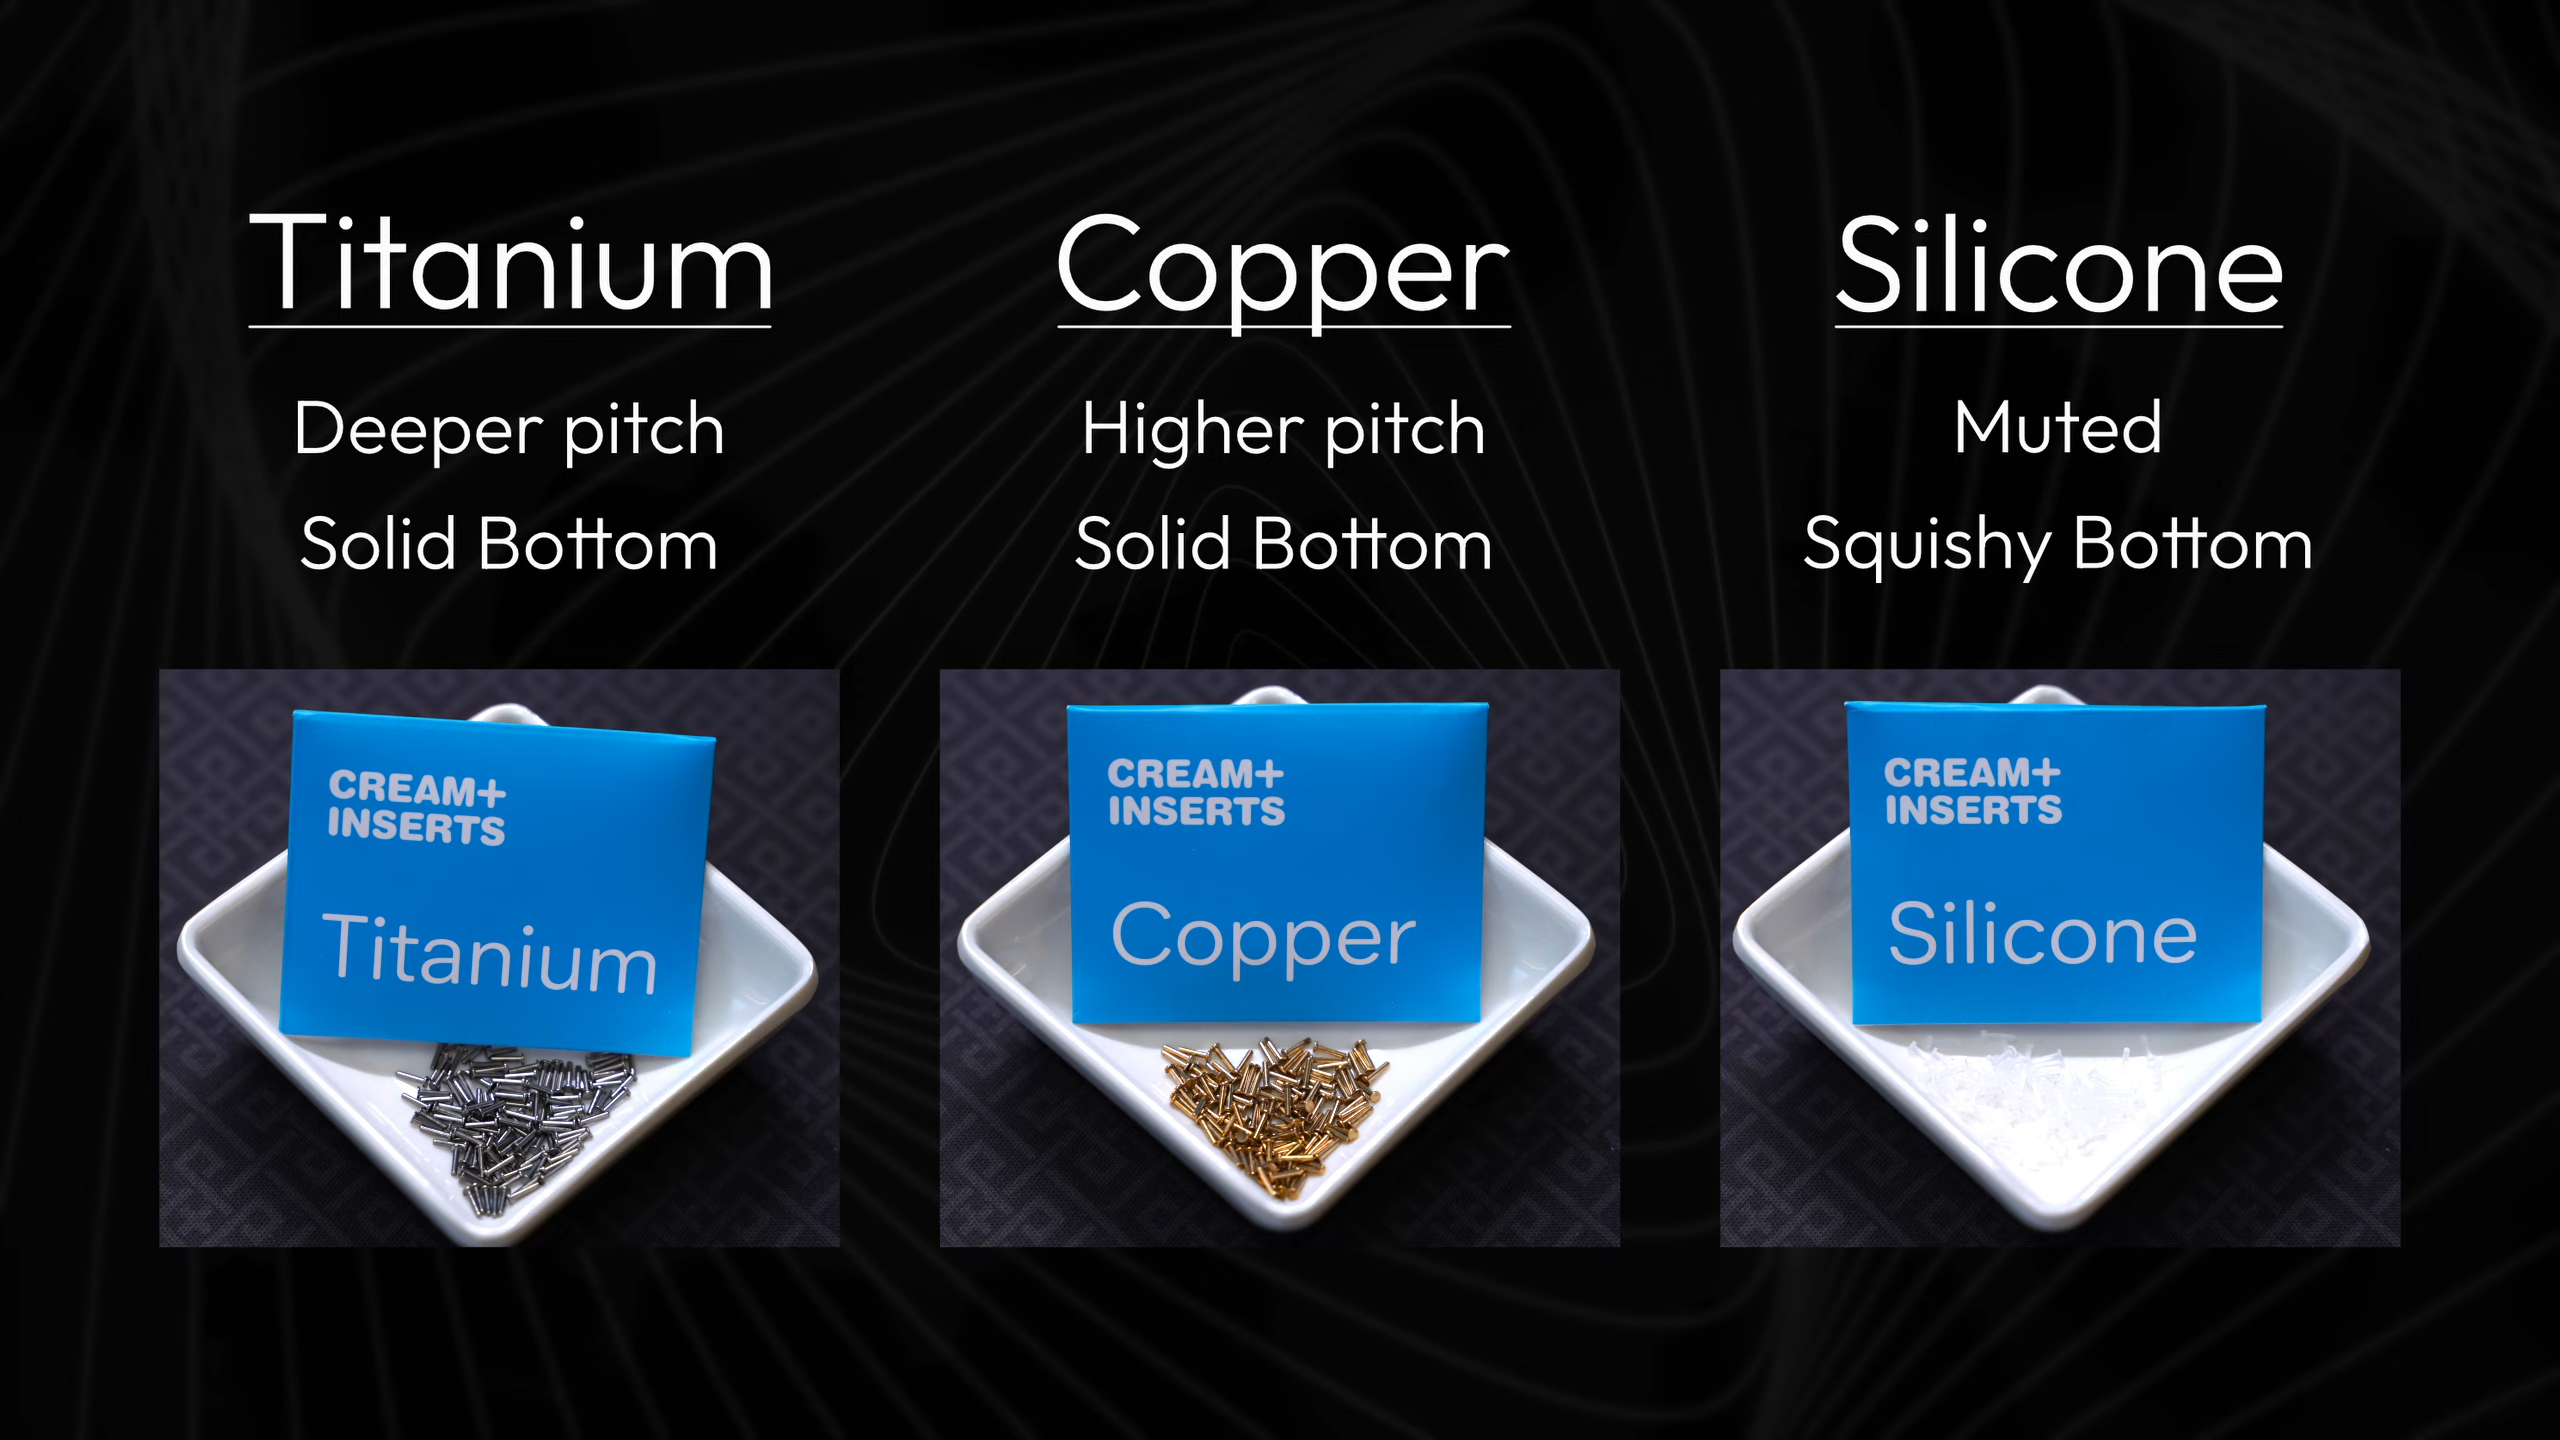 Titanium
Deeper pitch
Solid Bottom
CREAM+
INSERTS
Titanium
Copper
Higher pitch
Solid Bottom
CREAM+
INSERTS
Copper
Silicone
Muted
Squishy Bottom
CREAM+
INSERTS
Silicone